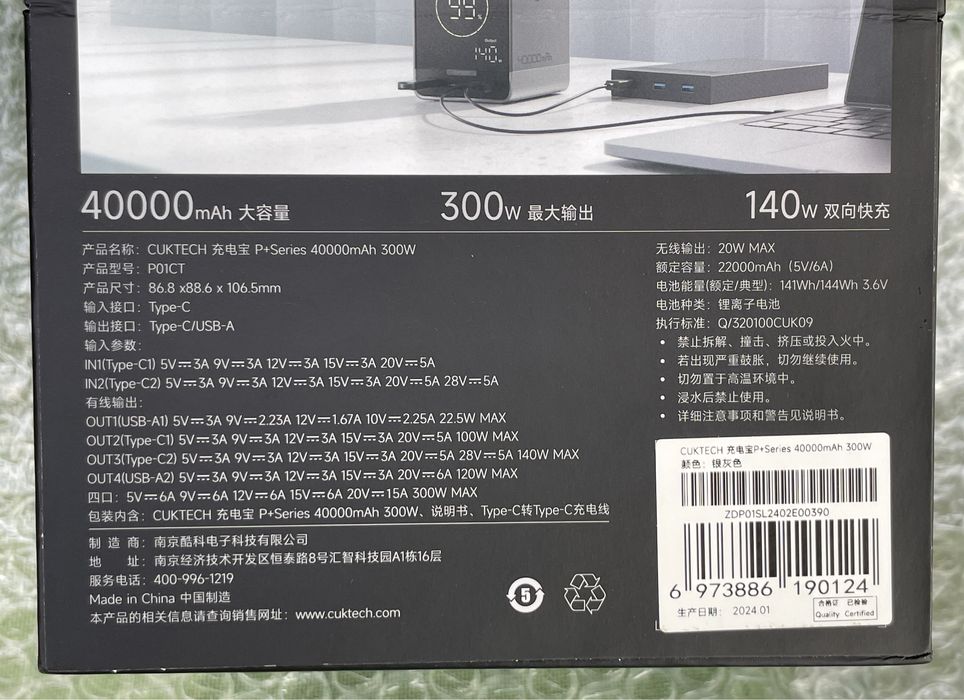 99%
Output
140W
40000mAh
40000mAh 大容量
300W 最大输出
140W 双向快充
产品名称：CUKTECH 充电宝 P+Series 40000mAh 300W
产品型号：P01CT
产品尺寸：86.8 x88.6 x 106.5mm
输入接口：Type-C
输出接口：Type-C/USB-A
输入参数：
IN1(Type-C1) 5V⎓3A 9V⎓3A 12V⎓3A 15V⎓3A 20V⎓5A
IN2(Type-C2) 5V⎓3A 9V⎓3A 12V⎓3A 15V⎓3A 20V⎓5A 28V⎓5A
有线输出：
OUT1(USB-A1) 5V⎓3A 9V⎓2.23A 12V⎓1.67A 10V⎓2.25A 22.5W MAX
OUT2(Type-C1) 5V⎓3A 9V⎓3A 12V⎓3A 15V⎓3A 20V⎓5A 100W MAX
OUT3(Type-C2) 5V⎓3A 9V⎓3A 12V⎓3A 15V⎓3A 20V⎓5A 28V⎓5A 140W MAX
OUT4(USB-A2) 5V⎓3A 9V⎓3A 12V⎓3A 15V⎓3A 20V⎓6A 120W MAX
四口：5V⎓6A 9V⎓6A 12V⎓6A 15V⎓6A 20V⎓15A 300W MAX
包装内含：CUKTECH 充电宝 P+Series 40000mAh 300W、说明书、Type-C转Type-C充电线
制 造 商：南京酷科电子科技有限公司
地 址：南京经济技术开发区恒泰路8号汇智科技园A1栋16层
服务电话：400-996-1219
Made in China 中国制造
本产品的相关信息请查询销售网址：www.cuktech.com
5
无线输出：20W MAX
额定容量：22000mAh（5V/6A）
电池能量(额定/典型)：141Wh/144Wh 3.6V
电池种类：锂离子电池
执行标准：Q/320100CUK09
• 禁止拆解、撞击、挤压或投入火中。
• 若出现严重鼓胀，切勿继续使用。
• 切勿置于高温环境中。
• 浸水后禁止使用。
• 详细注意事项和警告见说明书。
CUKTECH 充电宝P+Series 40000mAh 300W
颜色：银灰色
ZDP01SL2402E00390
6 973886 190124
生产日期：2024.01
合格证 已检验
Quality Certified